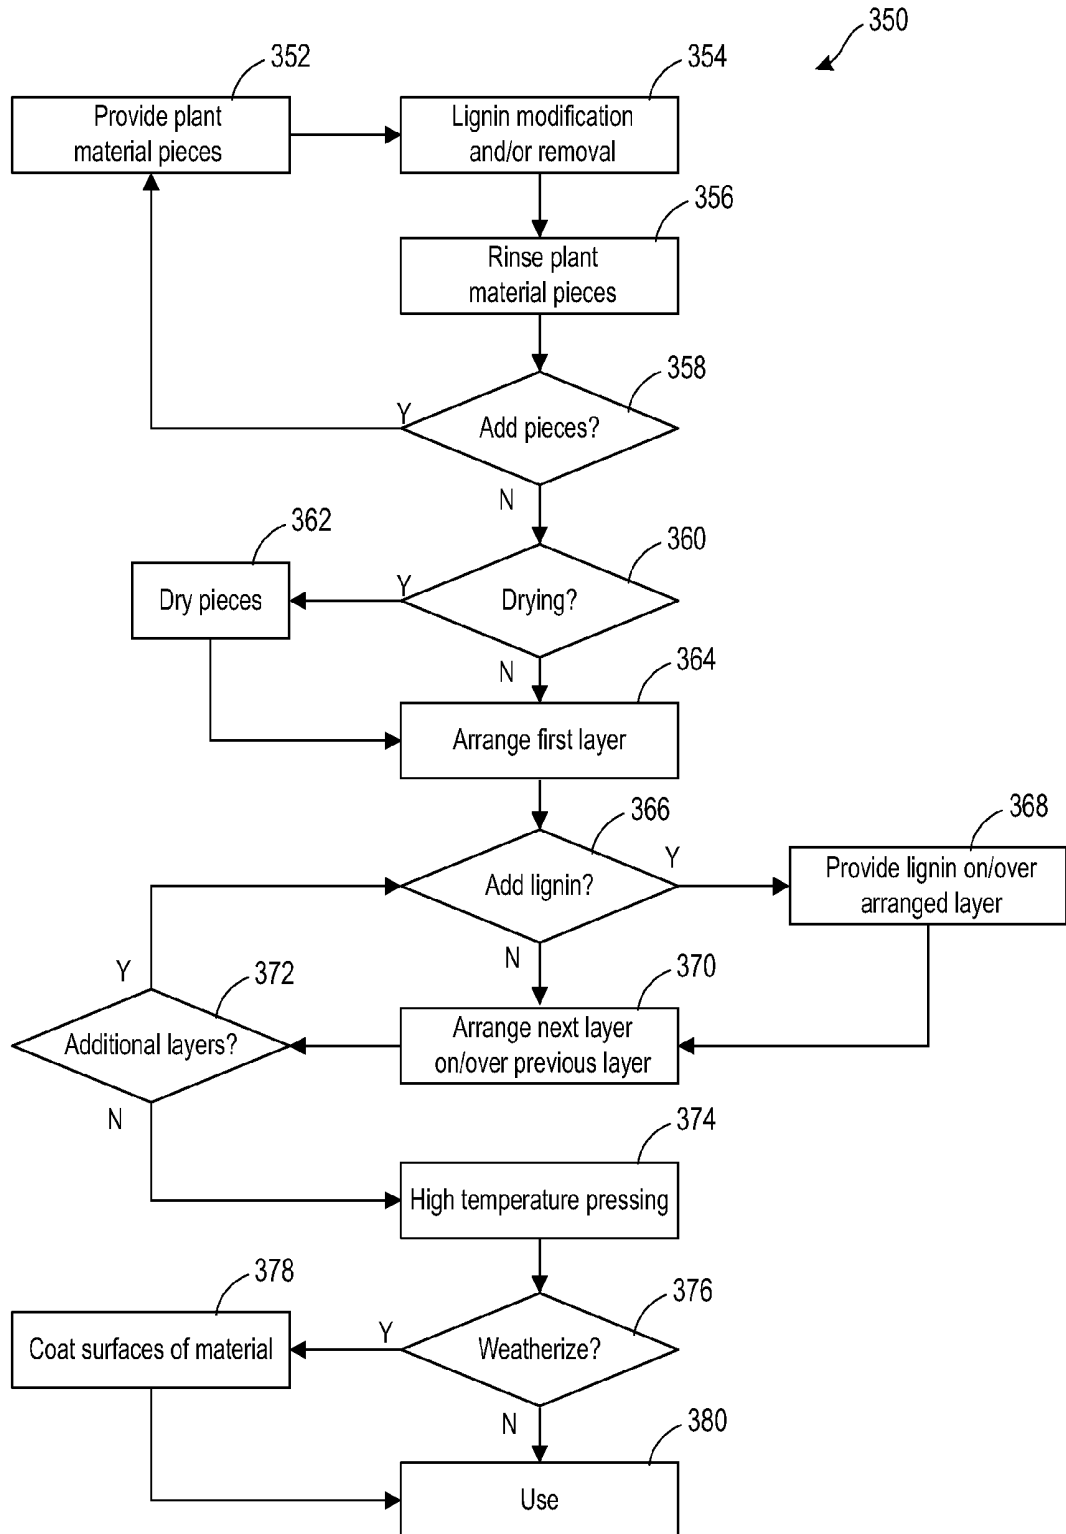 350
352
354
Provide plant
material pieces
Lignin modification
and/or removal
356
Rinse plant
material pieces
358
Y
Add pieces?
N
362
360
Y
Dry pieces
Drying?
N
364
Arrange first layer
366
368
Y
Add lignin?
Provide lignin on/over
arranged layer
N
Y
372
370
Additional layers?
Arrange next layer
on/over previous layer
N
374
High temperature pressing
378
376
Y
Coat surfaces of material
Weatherize?
N
380
Use